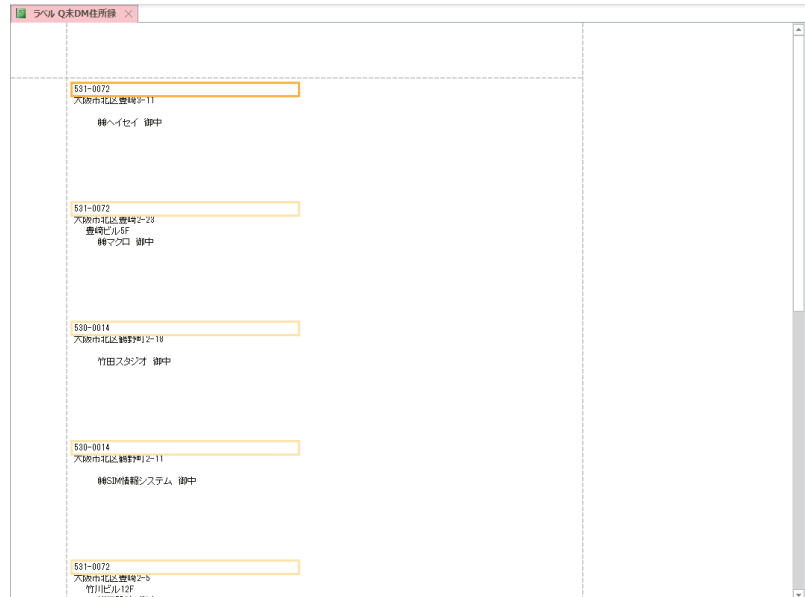 ラベル Q末DM住所録
531-0072
大阪市北区豊崎3-11
㈱ヘイセイ 御中
531-0072
大阪市北区豊崎2-23
豊崎ビル5F
㈱マクロ 御中
530-0014
大阪市北区鶴野町2-18
竹田スタジオ 御中
530-0014
大阪市北区鶴野町2-11
㈱SIM情報システム 御中
531-0072
大阪市北区豊崎2-5
竹川ビル12F